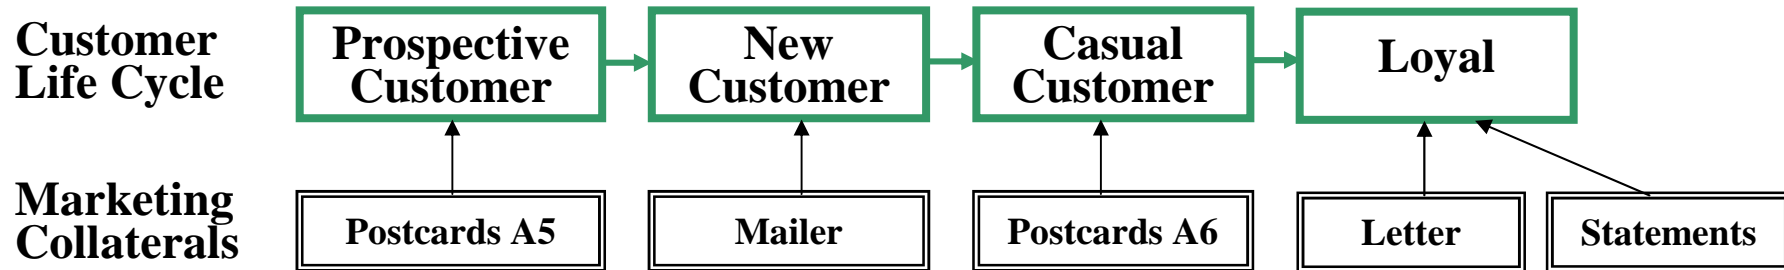 Customer
Life Cycle
Prospective
Customer
New
Customer
Casual
Customer
Loyal
Marketing
Collaterals
Postcards A5
Mailer
Postcards A6
Letter
Statements